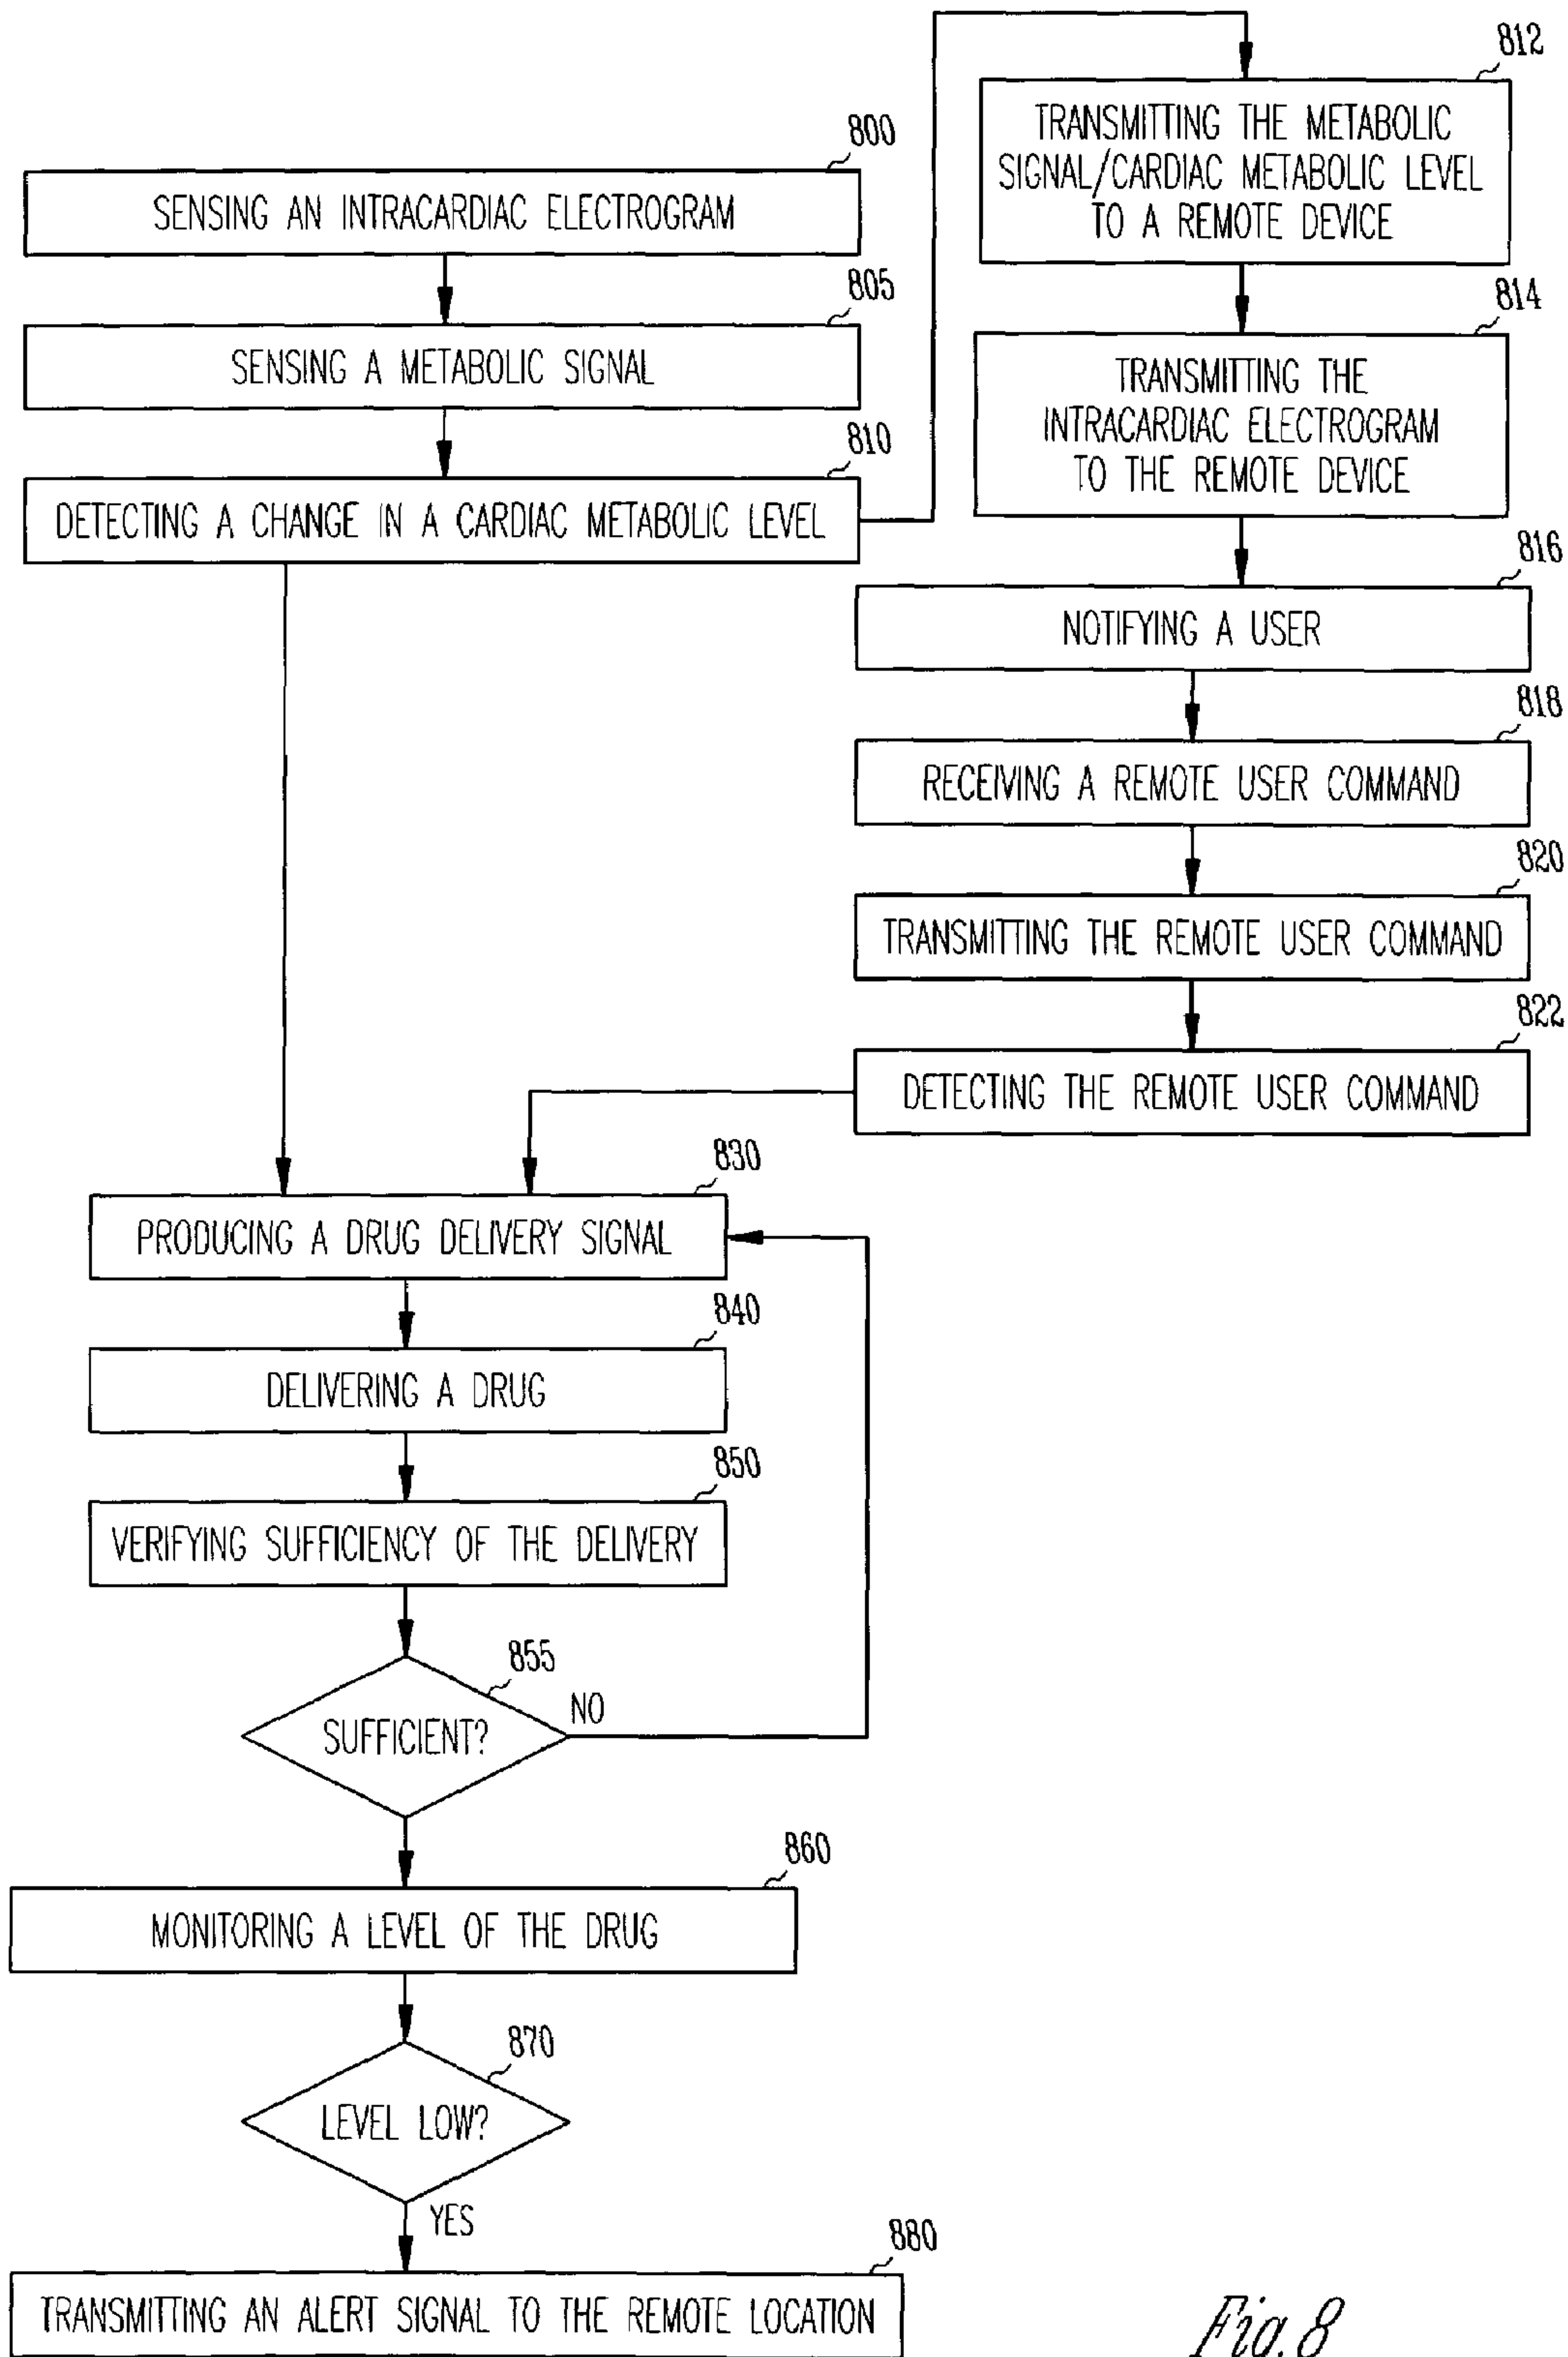 800
SENSING AN INTRACARDIAC ELECTROGRAM
805
SENSING A METABOLIC SIGNAL
810
DETECTING A CHANGE IN A CARDIAC METABOLIC LEVEL
812
TRANSMITTING THE METABOLIC
SIGNAL/CARDIAC METABOLIC LEVEL
TO A REMOTE DEVICE
814
TRANSMITTING THE
INTRACARDIAC ELECTROGRAM
TO THE REMOTE DEVICE
816
NOTIFYING A USER
818
RECEIVING A REMOTE USER COMMAND
820
TRANSMITTING THE REMOTE USER COMMAND
822
DETECTING THE REMOTE USER COMMAND
830
PRODUCING A DRUG DELIVERY SIGNAL
840
DELIVERING A DRUG
850
VERIFYING SUFFICIENCY OF THE DELIVERY
855
SUFFICIENT?
NO
860
MONITORING A LEVEL OF THE DRUG
870
LEVEL LOW?
YES
880
TRANSMITTING AN ALERT SIGNAL TO THE REMOTE LOCATION
Fig. 8